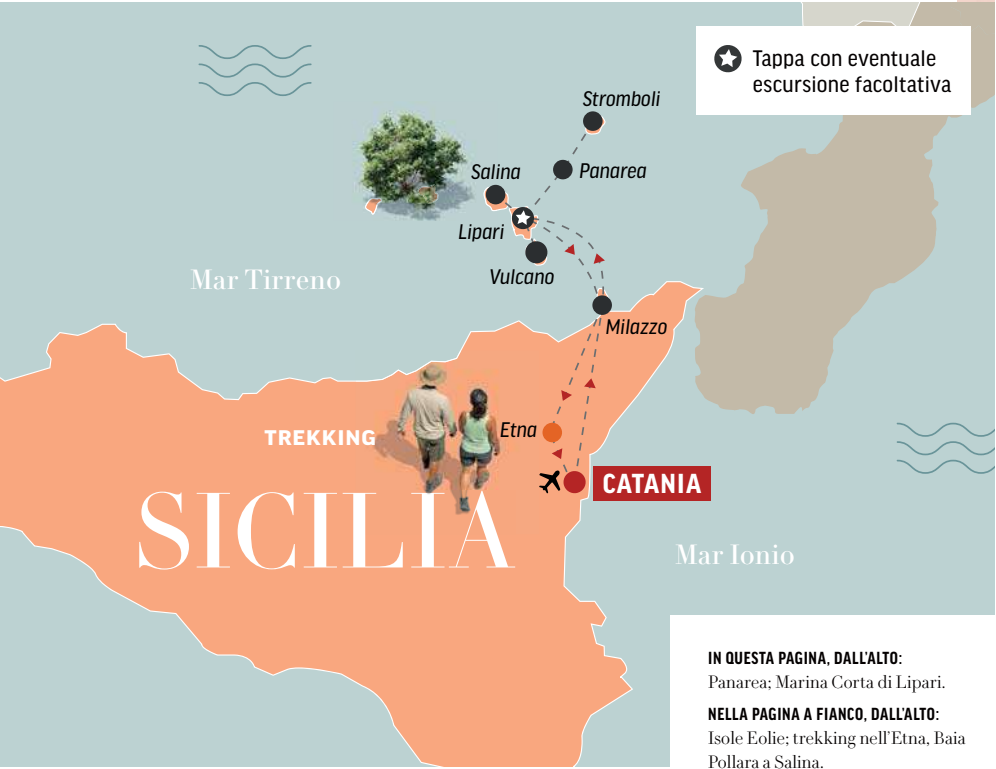 Tappa con eventuale
escursione facoltativa
Stromboli
Panarea
Salina
Lipari
Vulcano
Mar Tirreno
Milazzo
Etna
TREKKING
CATANIA
SICILIA
Mar Ionio
IN QUESTA PAGINA, DALL'ALTO:
Panarea; Marina Corta di Lipari.
NELLA PAGINA A FIANCO, DALL'ALTO:
Isole Eolie; trekking nell'Etna, Baia
Pollara a Salina.